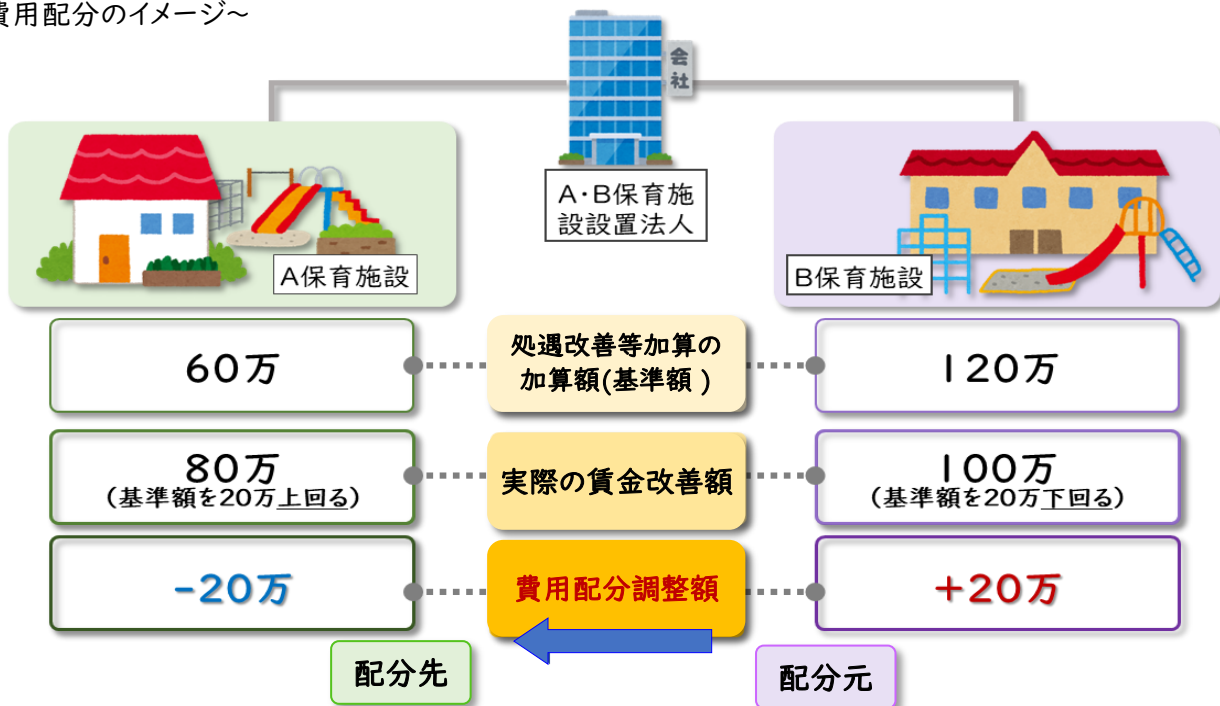 費用配分のイメージ~
会社
A・B保育施
設設置法人
A保育施設
B保育施設
60万
処遇改善等加算の
加算額(基準額)
120万
80万
(基準額を20万上回る)
実際の賃金改善額
100万
(基準額を20万下回る)
-20万
費用配分調整額
+20万
配分先
配分元